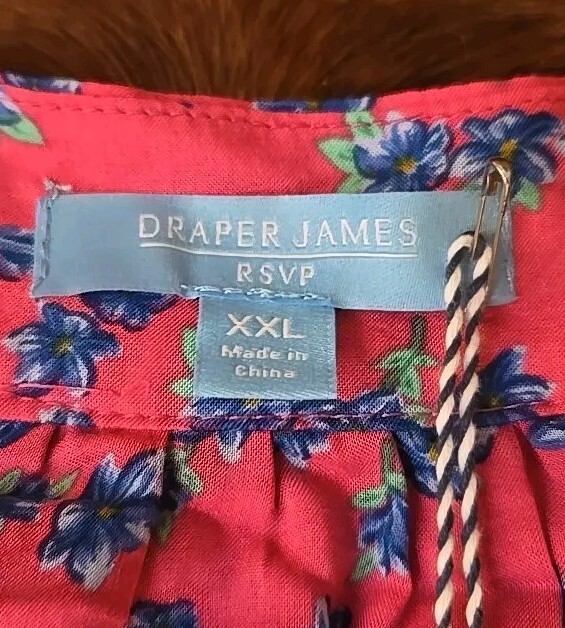 DRAPER JAMES
RSVP
XXL
Made in
China